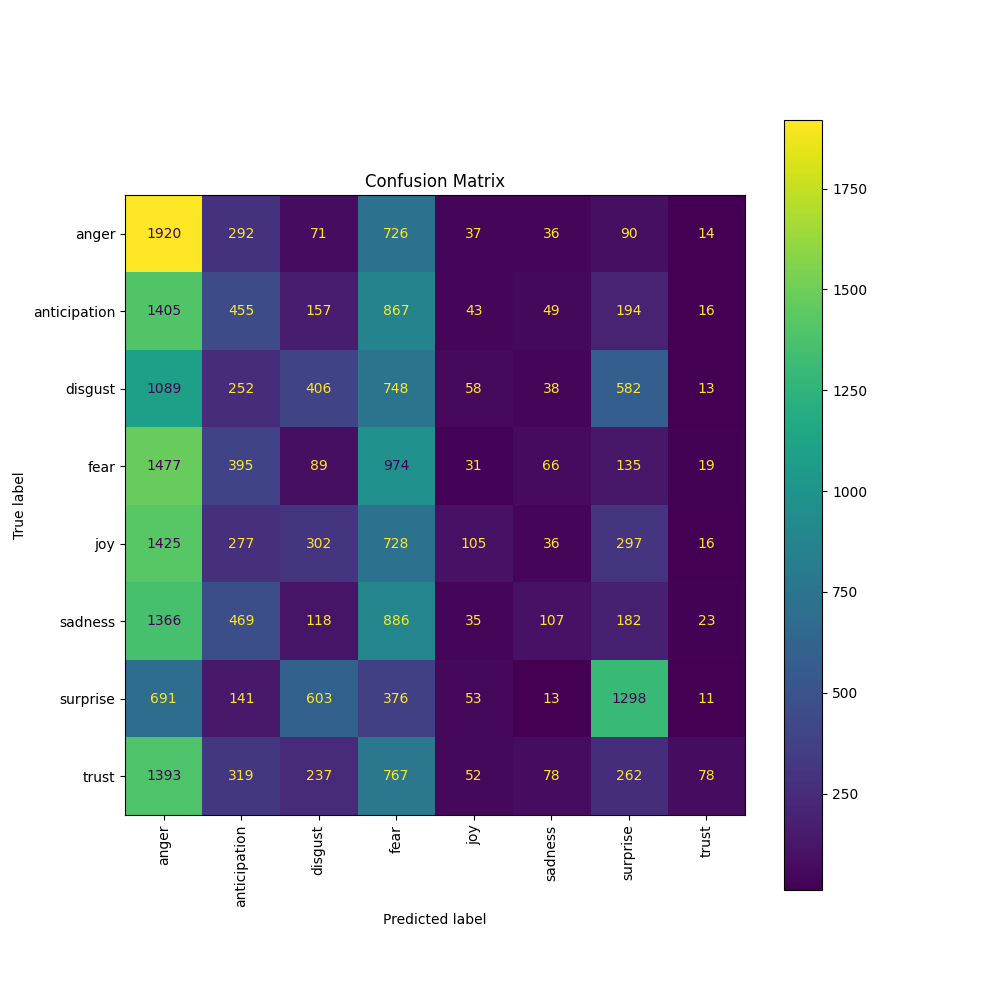 Confusion Matrix
True label
anger 1920 292 71 726 37 36 90 14
anticipation 1405 455 157 867 43 49 194 16
disgust 1089 252 406 748 58 38 582 13
fear 1477 395 89 974 31 66 135 19
joy 1425 277 302 728 105 36 297 16
sadness 1366 469 118 886 35 107 182 23
surprise 691 141 603 376 53 13 1298 11
trust 1393 319 237 767 52 78 262 78
anger anticipation disgust fear joy sadness surprise trust
Predicted label
1750
1500
1250
1000
750
500
250